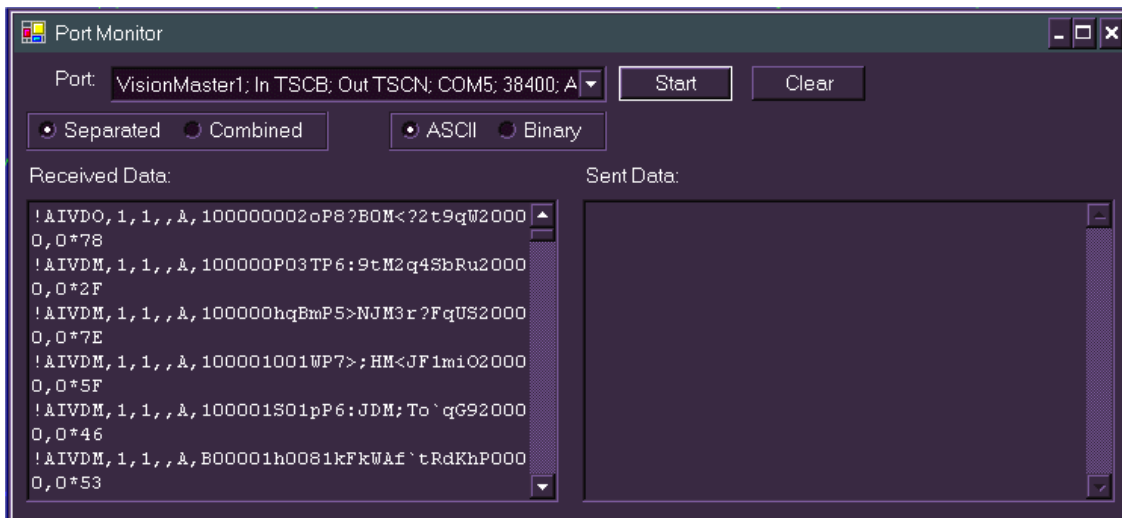 Port Monitor
Port: VisionMaster1; In TSCB; Out TSCN; COM5; 38400; A Start Clear
Separated Combined ASCII Binary
Received Data: Sent Data:
!AIVDO,1,1,,A,100000002oP8?BOM<?2t9qW2000
0,0*78
!AIVDM,1,1,,A,100000P03TP6:9tM2q4SbRu2000
0,0*2F
!AIVDM,1,1,,A,100000hqBmP5>NJM3r?FqUS2000
0,0*7E
!AIVDM,1,1,,A,100001001WP7>;HM<JF1miO2000
0,0*5F
!AIVDM,1,1,,A,100001S01pP6:JDM;To`qG92000
0,0*46
!AIVDM,1,1,,A,B00001h0081kFkWAf`tRdKhP000
0,0*53